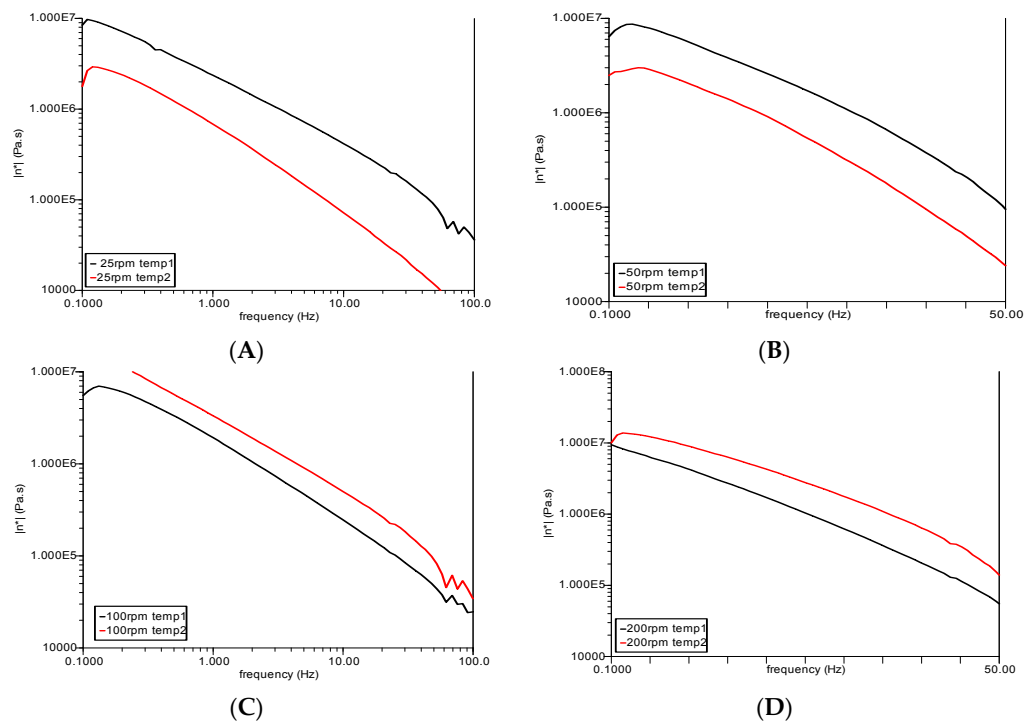 1.000E7
1.000E6
1.000E5
10000
|n*| (Pa.s)
25rpm temp1
25rpm temp2
0.1000
1.000
10.00
100.0
frequency (Hz)
(A)
1.000E7
1.000E6
1.000E5
10000
|n*| (Pa.s)
50rpm temp1
50rpm temp2
0.1000
frequency (Hz)
50.00
(B)
1.000E7
1.000E6
1.000E5
10000
|n*| (Pa.s)
100rpm temp1
100rpm temp2
0.1000
1.000
10.00
100.0
frequency (Hz)
(C)
1.000E8
1.000E7
1.000E6
1.000E5
10000
|n*| (Pa.s)
200rpm temp1
200rpm temp2
0.1000
frequency (Hz)
50.00
(D)